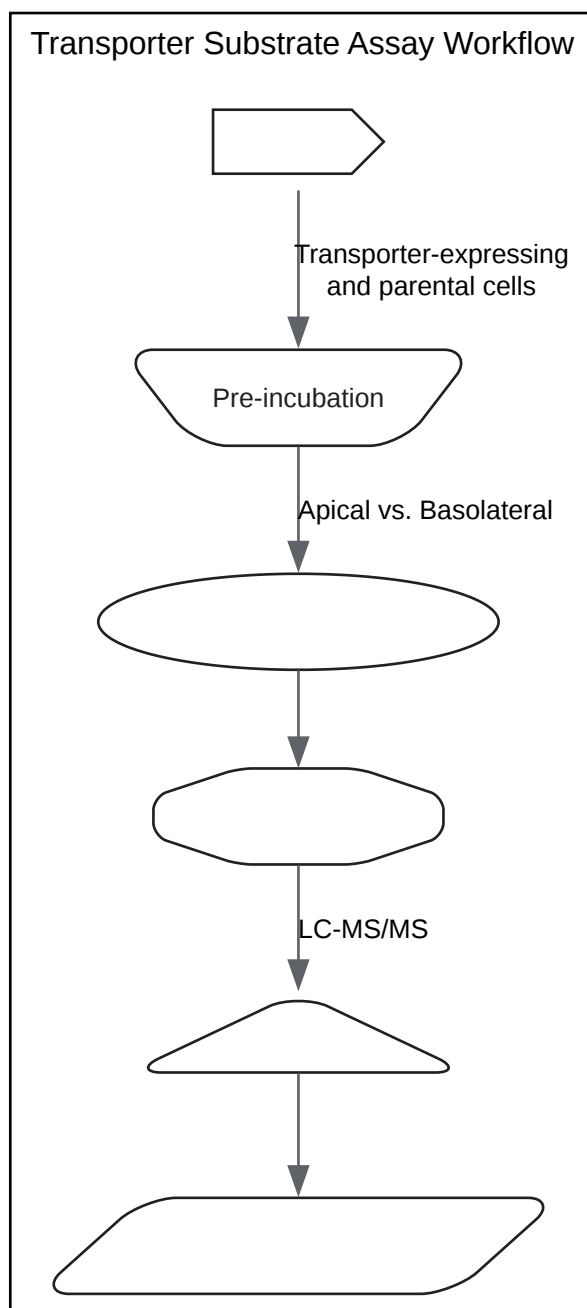 Transporter Substrate Assay Workflow
Transporter-expressing
and parental cells
Pre-incubation
Apical vs. Basolateral
LC-MS/MS